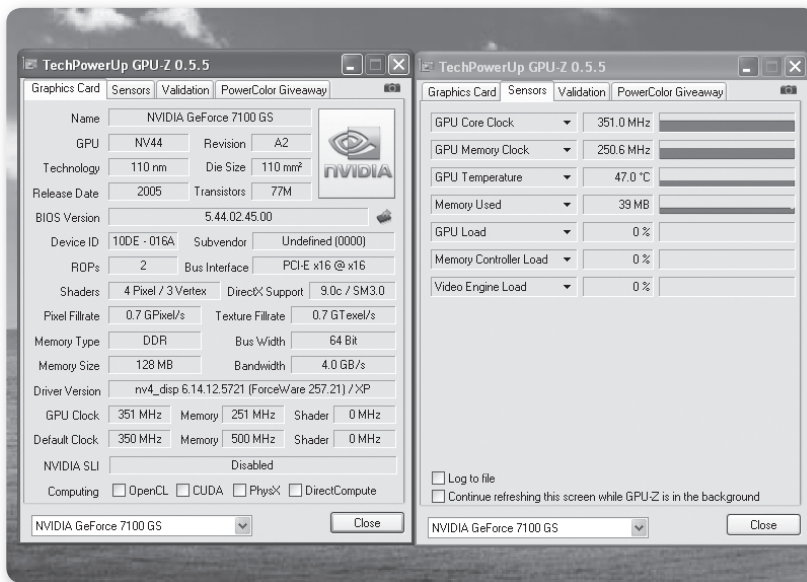 TechPowerUp GPU-Z 0.5.5
Graphics Card Sensors Validation PowerColor Giveaway
Name NVIDIA GeForce 7100 GS
GPU NV44 Revision A2
Technology 110 nm Die Size 110 mm²
Release Date 2005 Transistors 77M
NVIDIA
BIOS Version 5.44.02.45.00
Device ID 10DE - 016A Subvendor Undefined (0000)
ROPs 2 Bus Interface PCI-E x16 @ x16
Shaders 4 Pixel / 3 Vertex DirectX Support 9.0c / SM3.0
Pixel Fillrate 0.7 GPixel/s Texture Fillrate 0.7 GTexel/s
Memory Type DDR Bus Width 64 Bit
Memory Size 128 MB Bandwidth 4.0 GB/s
Driver Version nv4_disp 6.14.12.5721 (ForceWare 257.21) / XP
GPU Clock 351 MHz Memory 251 MHz Shader 0 MHz
Default Clock 350 MHz Memory 500 MHz Shader 0 MHz
NVIDIA SLI Disabled
Computing OpenCL CUDA PhysX DirectCompute
NVIDIA GeForce 7100 GS Close
TechPowerUp GPU-Z 0.5.5
Graphics Card Sensors Validation PowerColor Giveaway
GPU Core Clock 351.0 MHz
GPU Memory Clock 250.6 MHz
GPU Temperature 47.0 °C
Memory Used 39 MB
GPU Load 0 %
Memory Controller Load 0 %
Video Engine Load 0 %
Log to file
Continue refreshing this screen while GPU-Z is in the background
NVIDIA GeForce 7100 GS Close